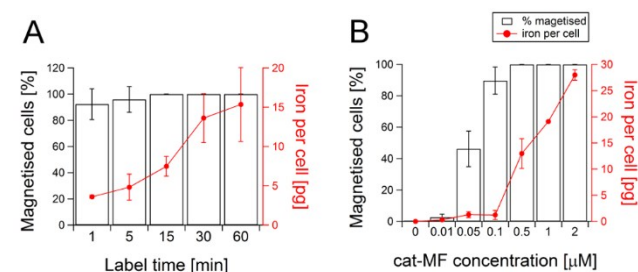 A
B
% magetised
iron per cell
Magnetised cells [%]
120
100
80
60
40
20
0
20
15
10
5
0
Iron per cell [pg]
1 5 15 30 60
Label time [min]
Magnetised cells [%]
100
80
60
40
20
0
30
25
20
15
10
5
0
Iron per cell [pg]
0 0.01 0.05 0.1 0.5 1 2
cat-MF concentration [µM]